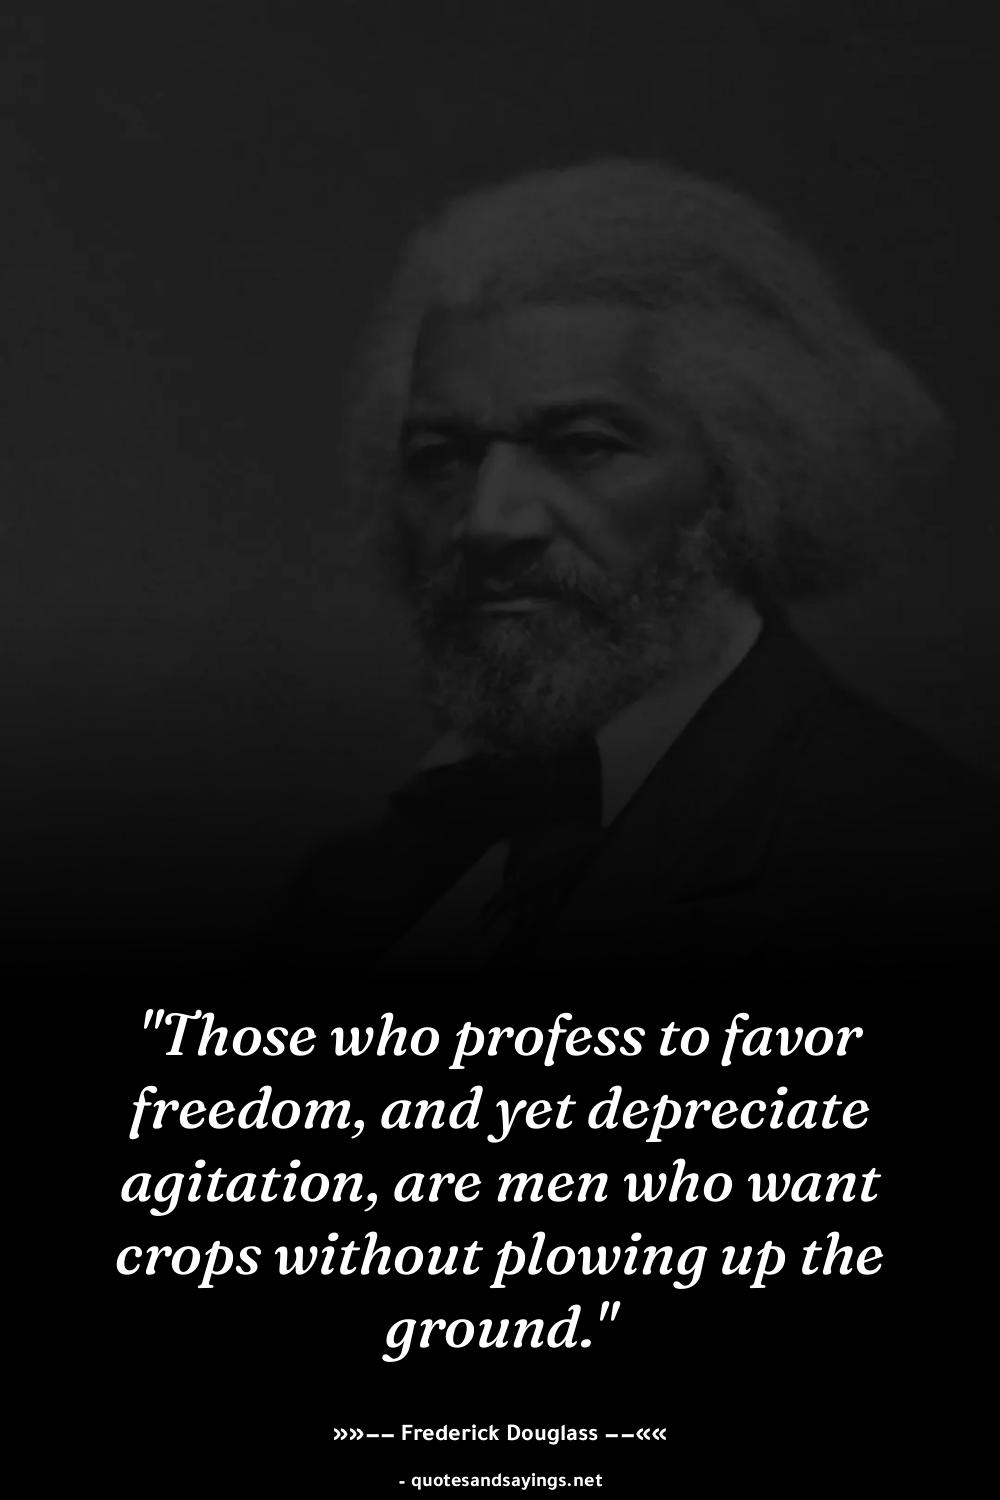 "Those who profess to favor
freedom, and yet depreciate
agitation, are men who want
crops without plowing up the
ground."
»»−− Frederick Douglass −−««
- quotesandsayings.net